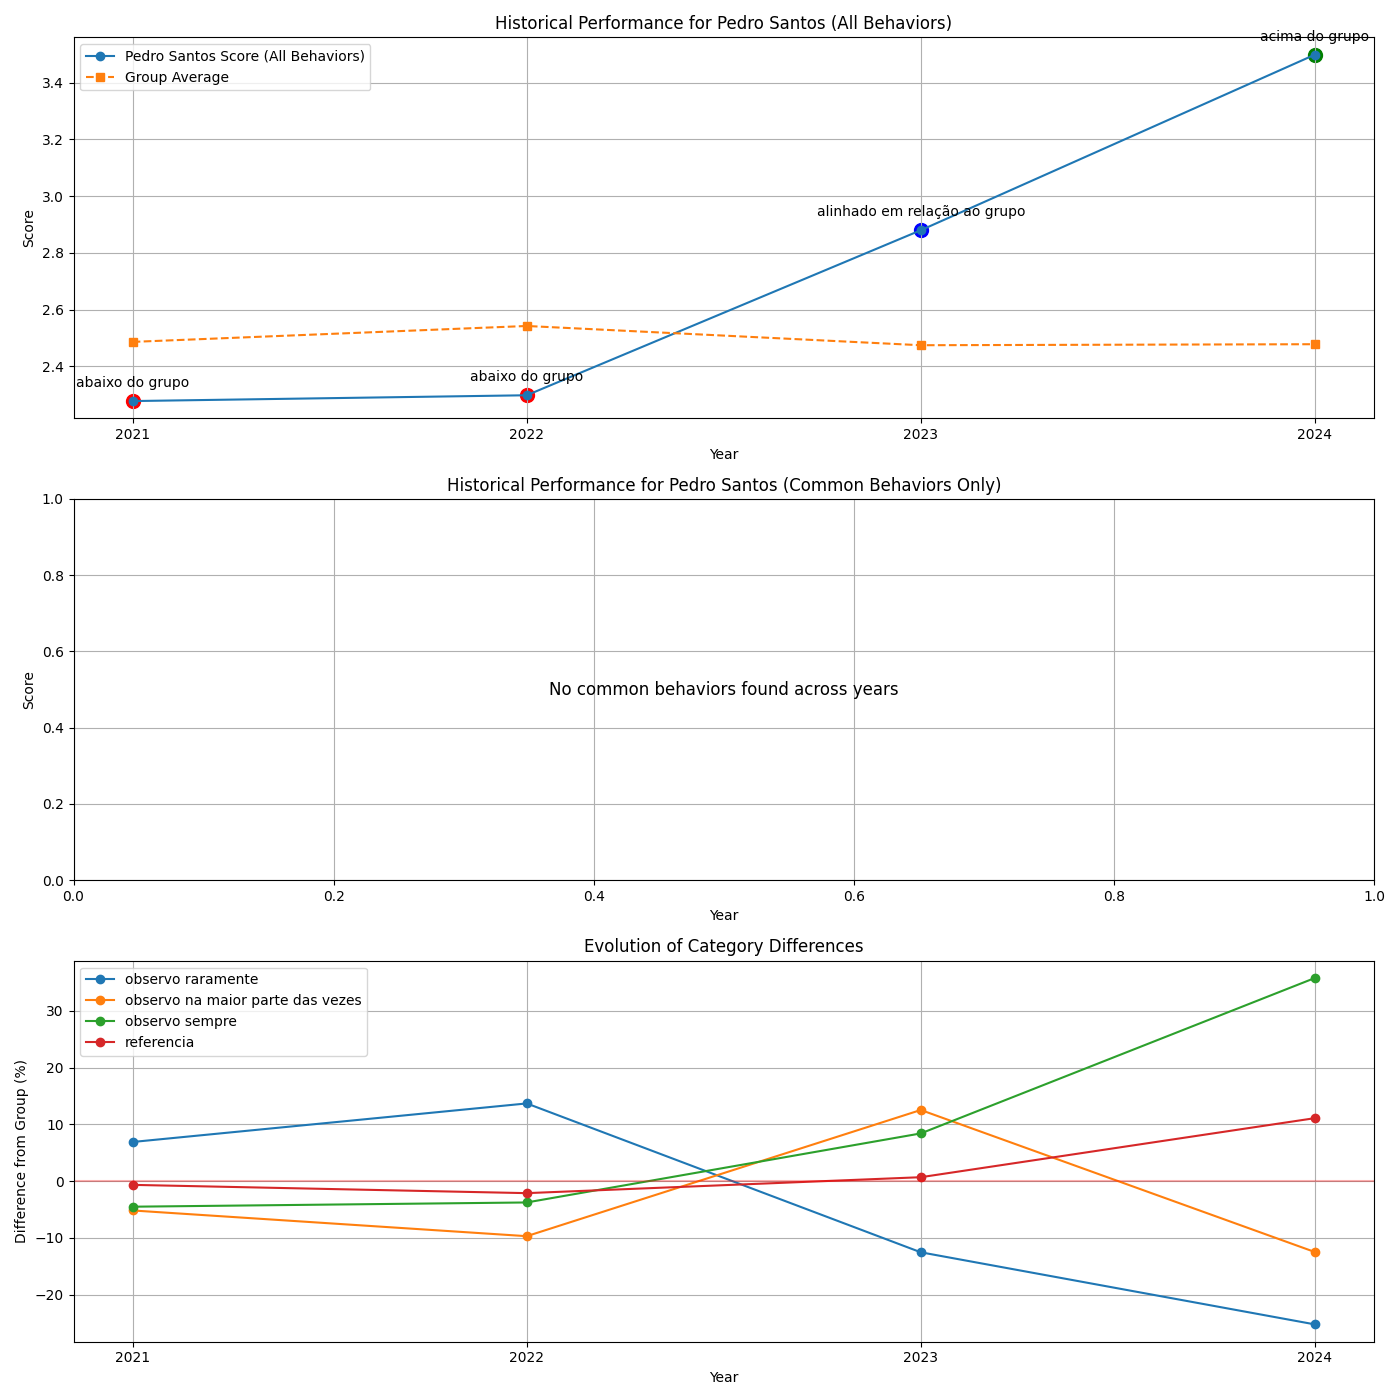 Historical Performance for Pedro Santos (All Behaviors)
acima do grupo
Pedro Santos Score (All Behaviors)
Group Average
3.4
3.2
3.0
2.8
2.6
2.4
Score
alinhado em relação ao grupo
abaixo do grupo
abaixo do grupo
2021
2022
2023
2024
Year
Historical Performance for Pedro Santos (Common Behaviors Only)
1.0
0.8
0.6
0.4
0.2
0.0
Score
No common behaviors found across years
0.0
0.2
0.4
0.6
0.8
1.0
Year
Evolution of Category Differences
observo raramente
observo na maior parte das vezes
observo sempre
referencia
30
20
10
0
−10
−20
Difference from Group (%)
2021
2022
2023
2024
Year